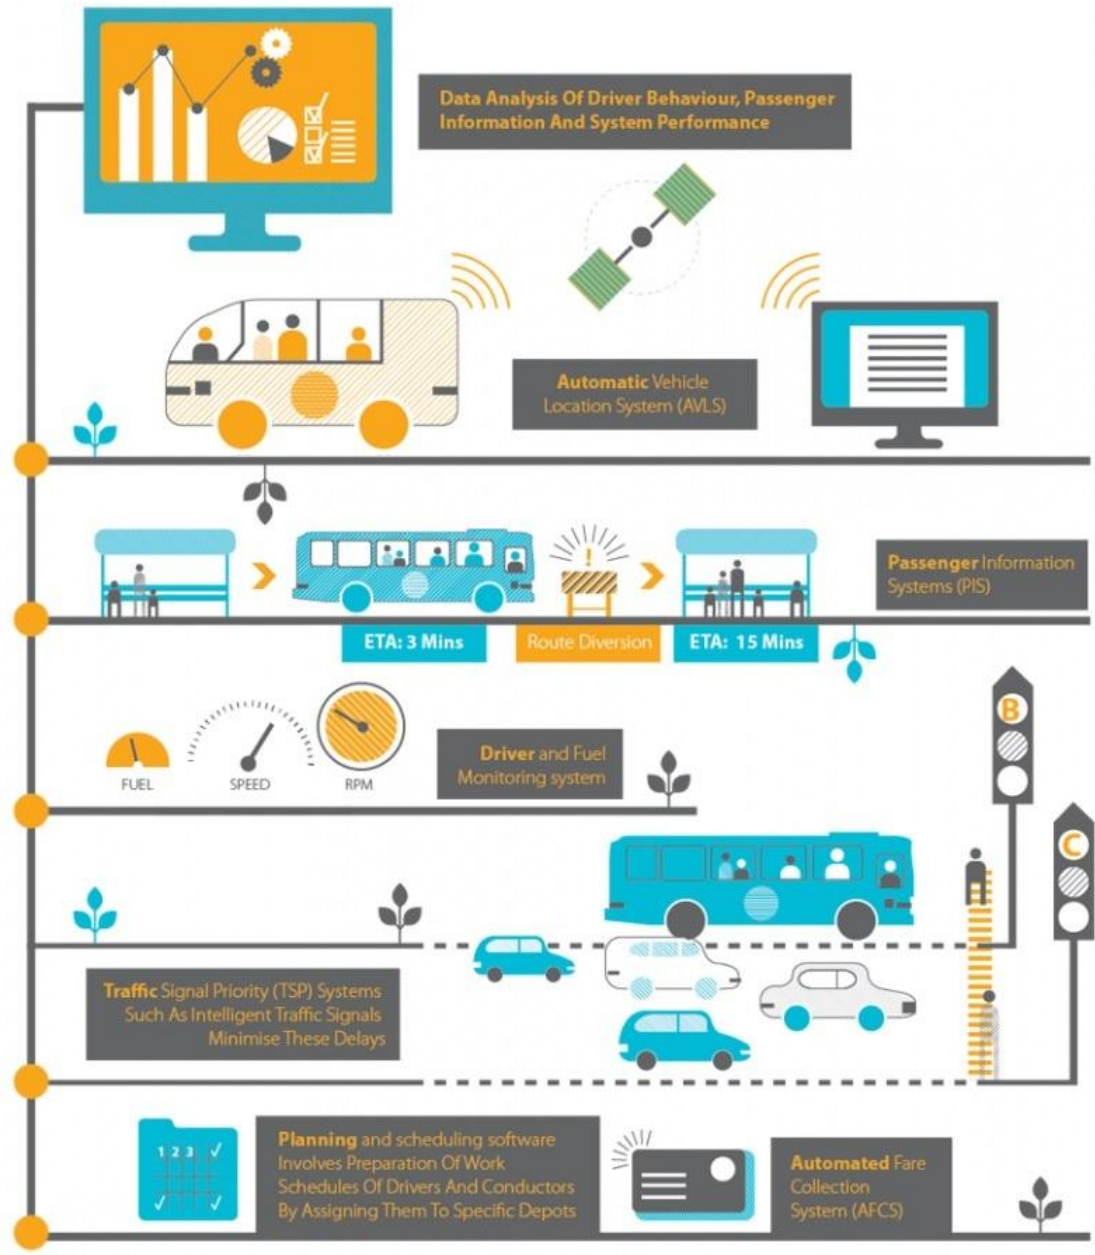 Data Analysis Of Driver Behaviour, Passenger
Information And System Performance
Automatic Vehicle
Location System (AVLS)
Passenger Information
Systems (PIS)
!
ETA: 3 Mins
Route Diversion
ETA: 15 Mins
FUEL
SPEED
RPM
Driver and Fuel
Monitoring system
B
C
Traffic Signal Priority (TSP) Systems
Such As Intelligent Traffic Signals
Minimise These Delays
1 2 3
Planning and scheduling software
Involves Preparation Of Work
Schedules Of Drivers And Conductors
By Assigning Them To Specific Depots
Automated Fare
Collection
System (AFCS)